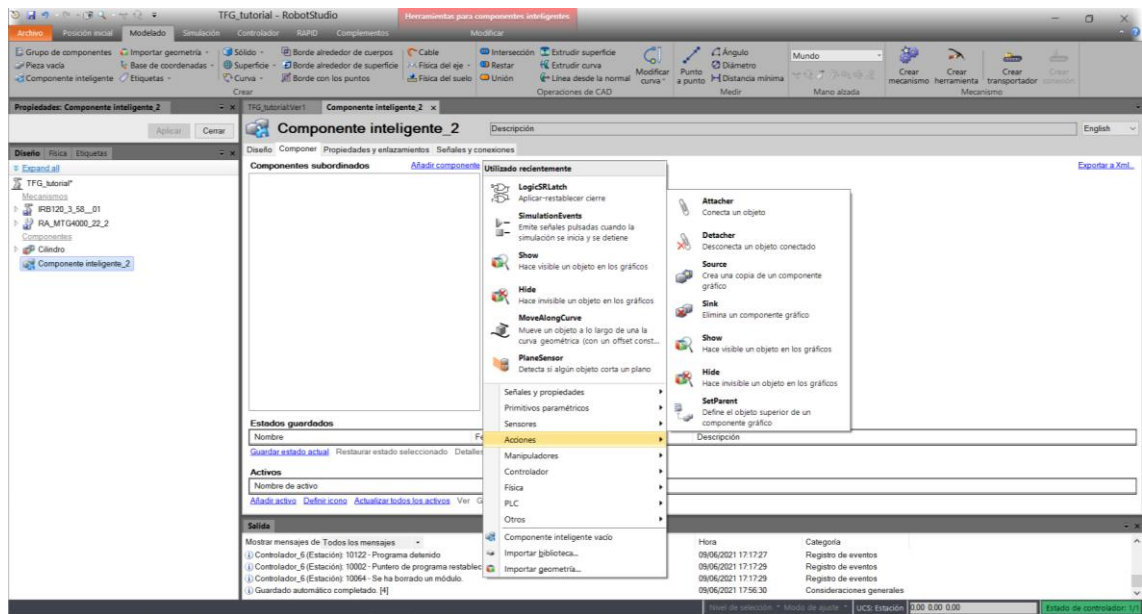 TFG_tutorial - RobotStudio
Herramientas para componentes inteligentes
Archivo Posición inicial Modelado Simulación Controlador RAPID Complementos Modificar
Grupo de componentes Importar geometría
Pieza vacía Base de coordenadas
Componente inteligente Etiquetas
Sólido Borde alrededor de cuerpos Cable
Superficie Borde alrededor de superficie Física del eje
Curva Borde con los puntos Física del suelo
Crear
Intersección Extrudir superficie
Restar Extrudir curva
Unión Línea desde la normal
Modificar curva
Operaciones de CAD
Punto a punto
Ángulo
Diámetro
Distancia mínima
Medir
Mundo
Mano alzada
Crear mecanismo
Crear herramienta
Crear transportador
Crear conexión
Mecanismo
Propiedades: Componente inteligente_2
Aplicar Cerrar
Diseño Física Etiquetas
Expand all
TFG_tutorial*
Mecanismos
IRB120_3_58__01
RA_MTG4000_22_2
Componentes
Cilindro
Componente inteligente_2
TFG_tutorial:Ver1 Componente inteligente_2 x
Componente inteligente_2 Descripción English
Diseño Componer Propiedades y enlazamientos Señales y conexiones
Componentes subordinados Añadir componente Exportar a Xml...
Utilizado recientemente
LogicSRLatch
Aplicar-restablecer cierre
SimulationEvents
Emite señales pulsadas cuando la
simulación se inicia y se detiene
Show
Hace visible un objeto en los gráficos
Hide
Hace invisible un objeto en los gráficos
MoveAlongCurve
Mueve un objeto a lo largo de una la
curva geométrica (con un offset const...
PlaneSensor
Detecta si algún objeto corta un plano
Señales y propiedades
Primitivos paramétricos
Sensores
Acciones
Manipuladores
Controlador
Física
PLC
Otros
Componente inteligente vacío
Importar biblioteca...
Importar geometría...
Attacher
Conecta un objeto
Detacher
Desconecta un objeto conectado
Source
Crea una copia de un componente
gráfico
Sink
Elimina un componente gráfico
Show
Hace visible un objeto en los gráficos
Hide
Hace invisible un objeto en los gráficos
SetParent
Define el objeto superior de un
componente gráfico
Estados guardados
Nombre Fe Descripción
Guardar estado actual Restaurar estado seleccionado Detalles
Activos
Nombre de activo
Añadir activo Definir icono Actualizar todos los activos Ver G
Salida
Mostrar mensajes de Todos los mensajes Hora Categoría
Controlador_6 (Estación): 10122 - Programa detenido 09/06/2021 17:17:27 Registro de eventos
Controlador_6 (Estación): 10002 - Puntero de programa restablec 09/06/2021 17:17:29 Registro de eventos
Controlador_6 (Estación): 10064 - Se ha borrado un módulo. 09/06/2021 17:17:29 Registro de eventos
Guardado automático completado. [4] 09/06/2021 17:56:30 Consideraciones generales
Nivel de selección Modo de ajuste UCS: Estación 0,00 0,00 0,00 Estado de controlador: 1/1